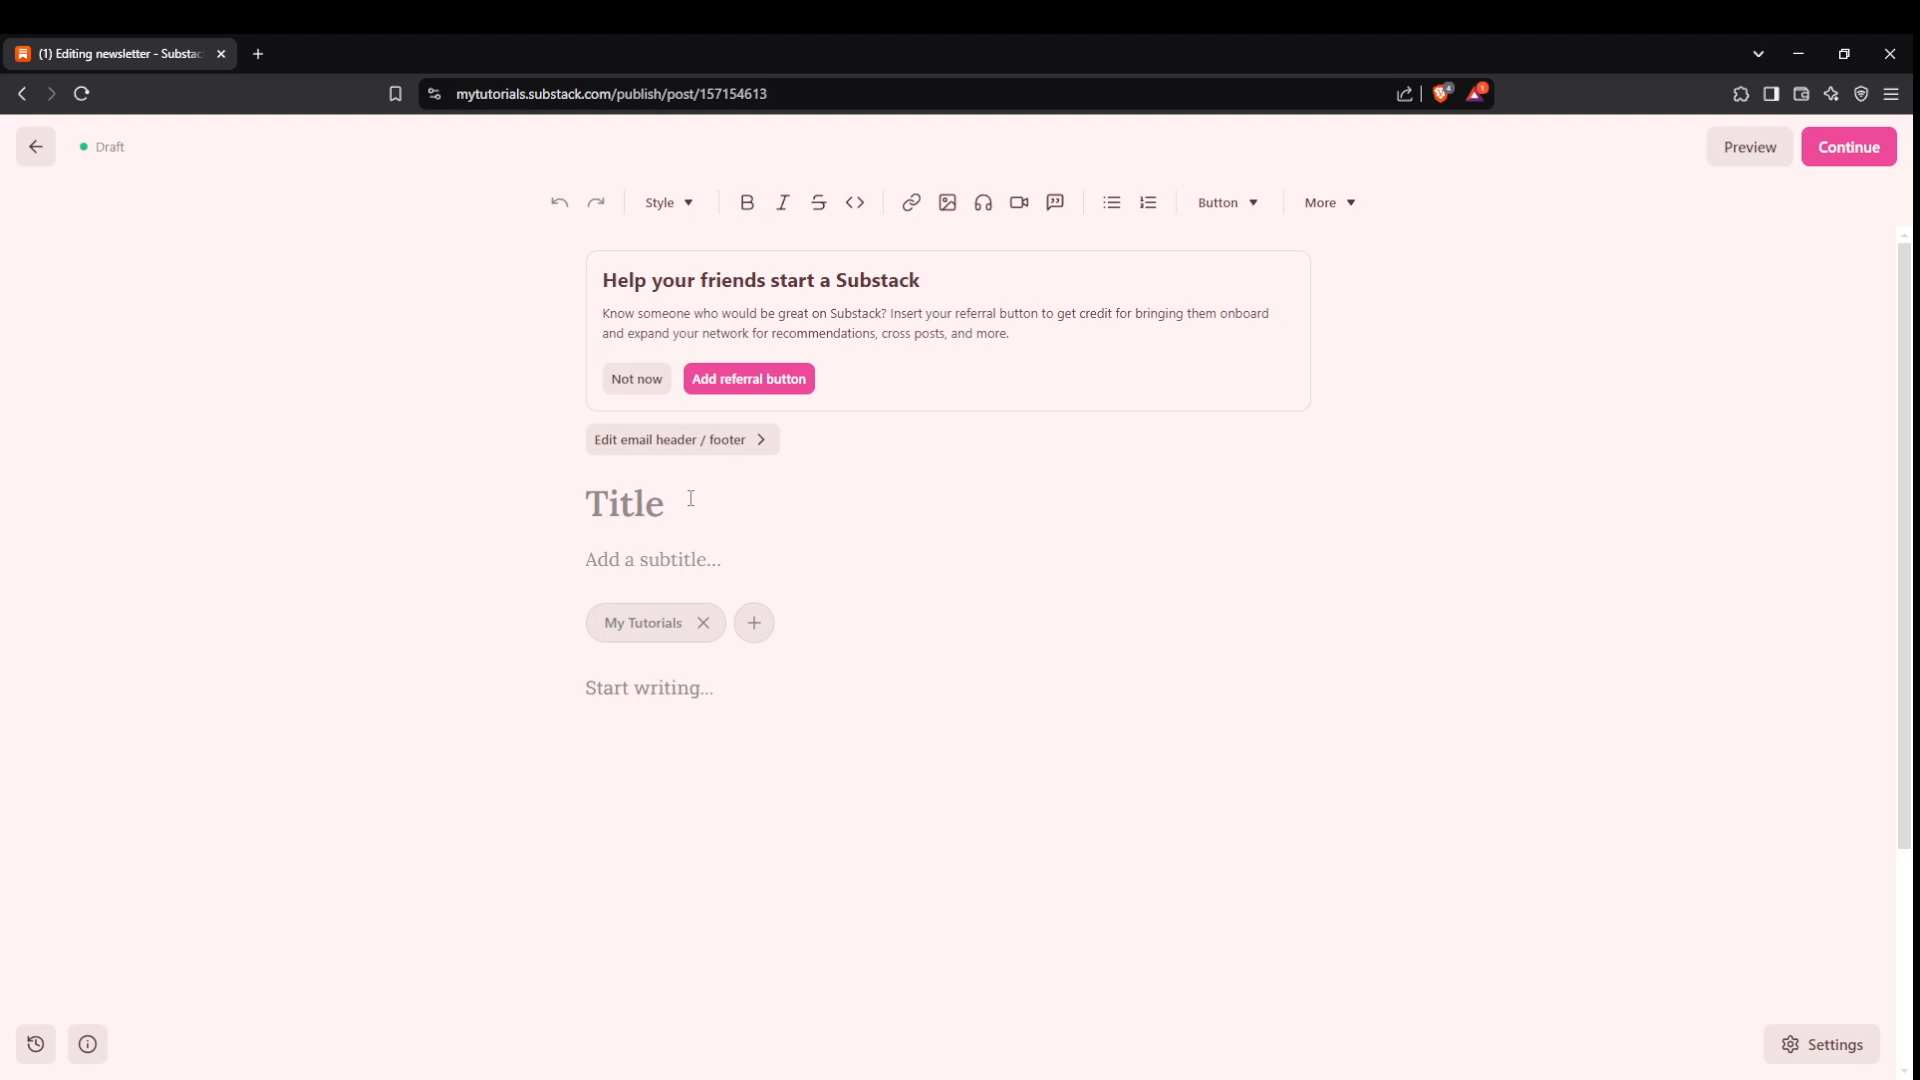 (1) Editing newsletter - Substac
mytutorials.substack.com/publish/post/157154613
4
1
Draft
Preview
Continue
Style
Button
More
Help your friends start a Substack
Know someone who would be great on Substack? Insert your referral button to get credit for bringing them onboard
and expand your network for recommendations, cross posts, and more.
Not now
Add referral button
Edit email header / footer
Title
Add a subtitle...
My Tutorials
Start writing...
Settings